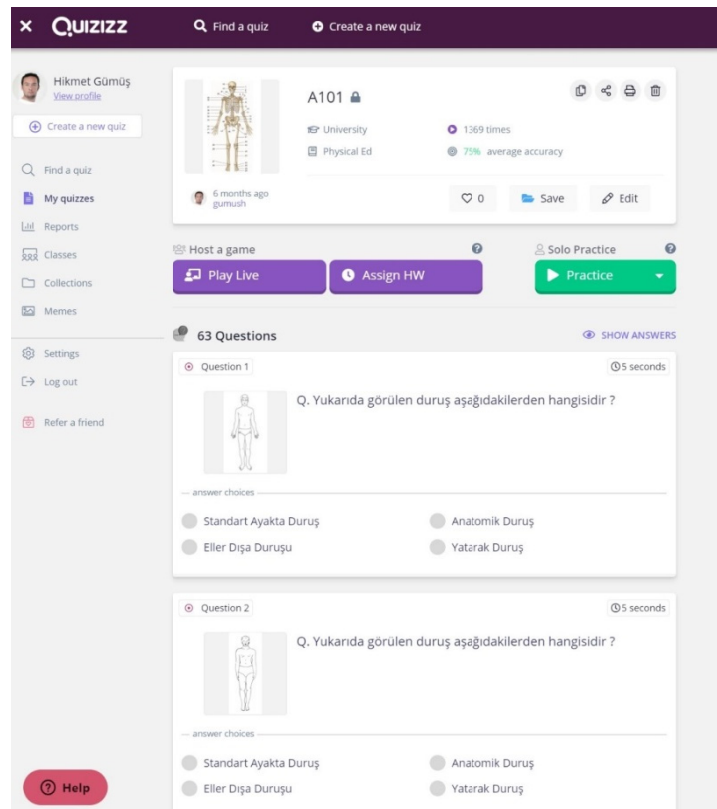 QUIZIZZ
Find a quiz
Create a new quiz
Hikmet Gümüş
View profile
Create a new quiz
Find a quiz
My quizzes
Reports
Classes
Collections
Memes
Settings
Log out
Refer a friend
Help
A101
University
1369 times
Physical Ed
75% average accuracy
6 months ago
gumush
0
Save
Edit
Host a game
Solo Practice
Play Live
Assign HW
Practice
63 Questions
SHOW ANSWERS
Question 1
5 seconds
Q. Yukarıda görülen duruş aşağıdakilerden hangisidir ?
answer choices
Standart Ayakta Duruş
Anatomik Duruş
Eller Dışa Duruşu
Yatarak Duruş
Question 2
5 seconds
Q. Yukarıda görülen duruş aşağıdakilerden hangisidir ?
answer choices
Standart Ayakta Duruş
Anatomik Duruş
Eller Dışa Duruşu
Yatarak Duruş